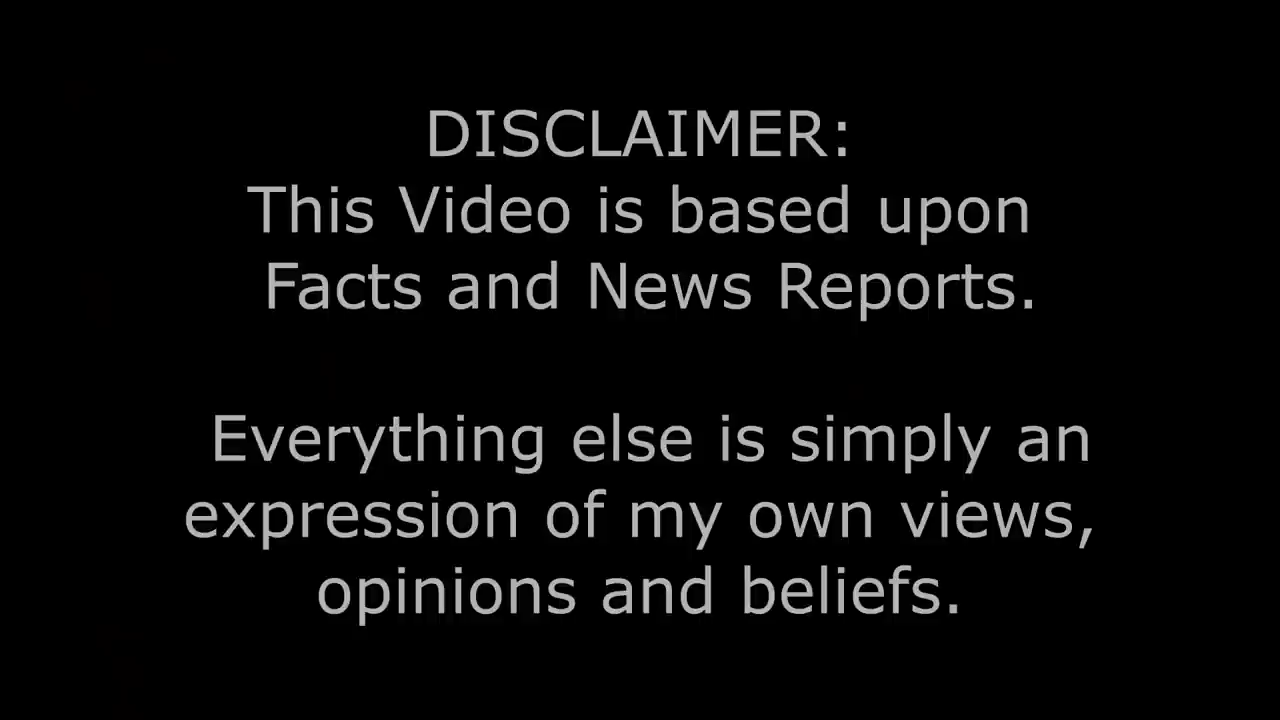 DISCLAIMER:
This Video is based upon
Facts and News Reports.
Everything else is simply an
expression of my own views,
opinions and beliefs.